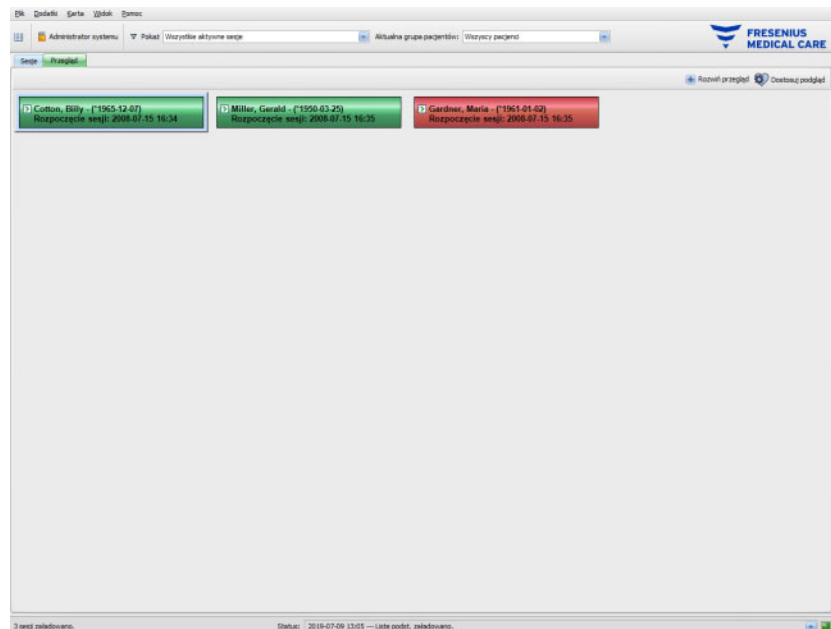 Plik Dodatki Karta Widok Pomoc
Administrator systemu Pokaż Wszystkie aktywne sesje Aktualna grupa pacjentów: Wszyscy pacjenci
FRESENIUS
MEDICAL CARE
Sesje Przegląd
Rozwiń przegląd Dostosuj podgląd
Cotton, Billy - (*1965-12-07)
Rozpoczęcie sesji: 2008-07-15 16:34
Miller, Gerald - (*1950-03-25)
Rozpoczęcie sesji: 2008-07-15 16:35
Gardner, Maria - (*1961-01-02)
Rozpoczęcie sesji: 2008-07-15 16:35
3 sesji załadowano. Status: 2019-07-09 13:05 — Liste podst. załadowano.